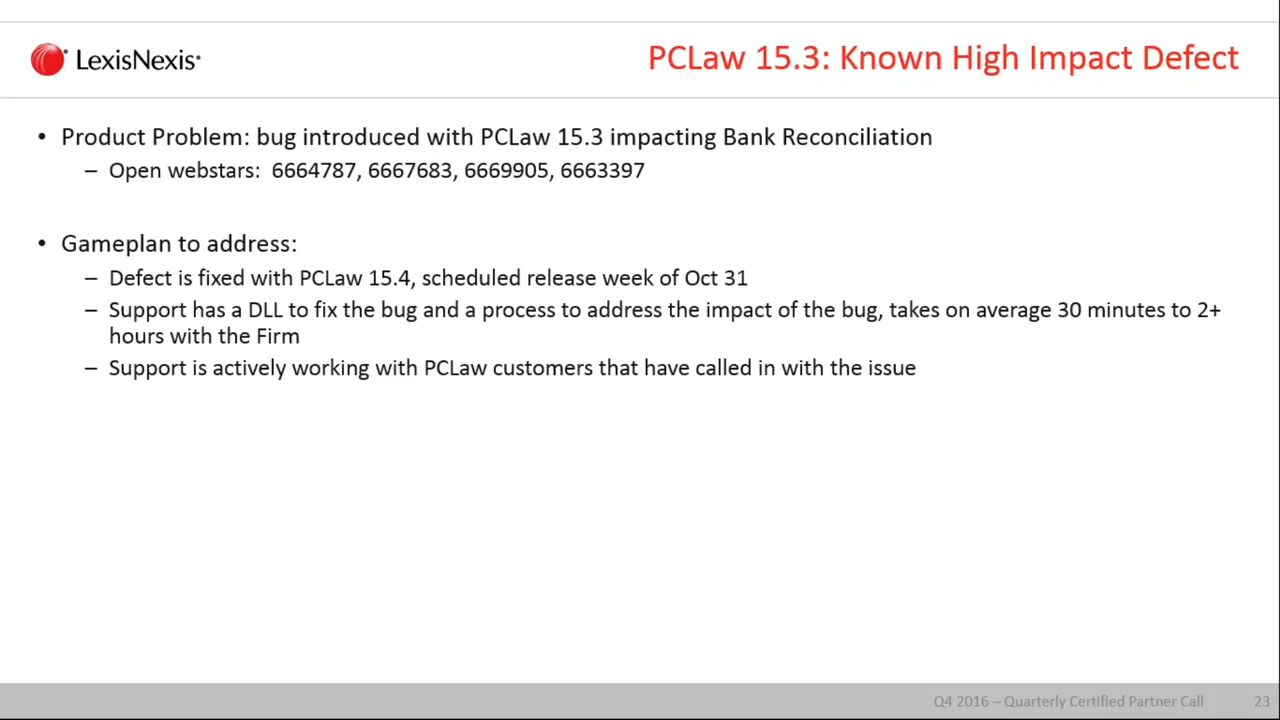 LexisNexis®
PCLaw 15.3: Known High Impact Defect
• Product Problem: bug introduced with PCLaw 15.3 impacting Bank Reconciliation
– Open webstars: 6664787, 6667683, 6669905, 6663397
• Gameplan to address:
– Defect is fixed with PCLaw 15.4, scheduled release week of Oct 31
– Support has a DLL to fix the bug and a process to address the impact of the bug, takes on average 30 minutes to 2+
hours with the Firm
– Support is actively working with PCLaw customers that have called in with the issue
Q4 2016 – Quarterly Certified Partner Call 23